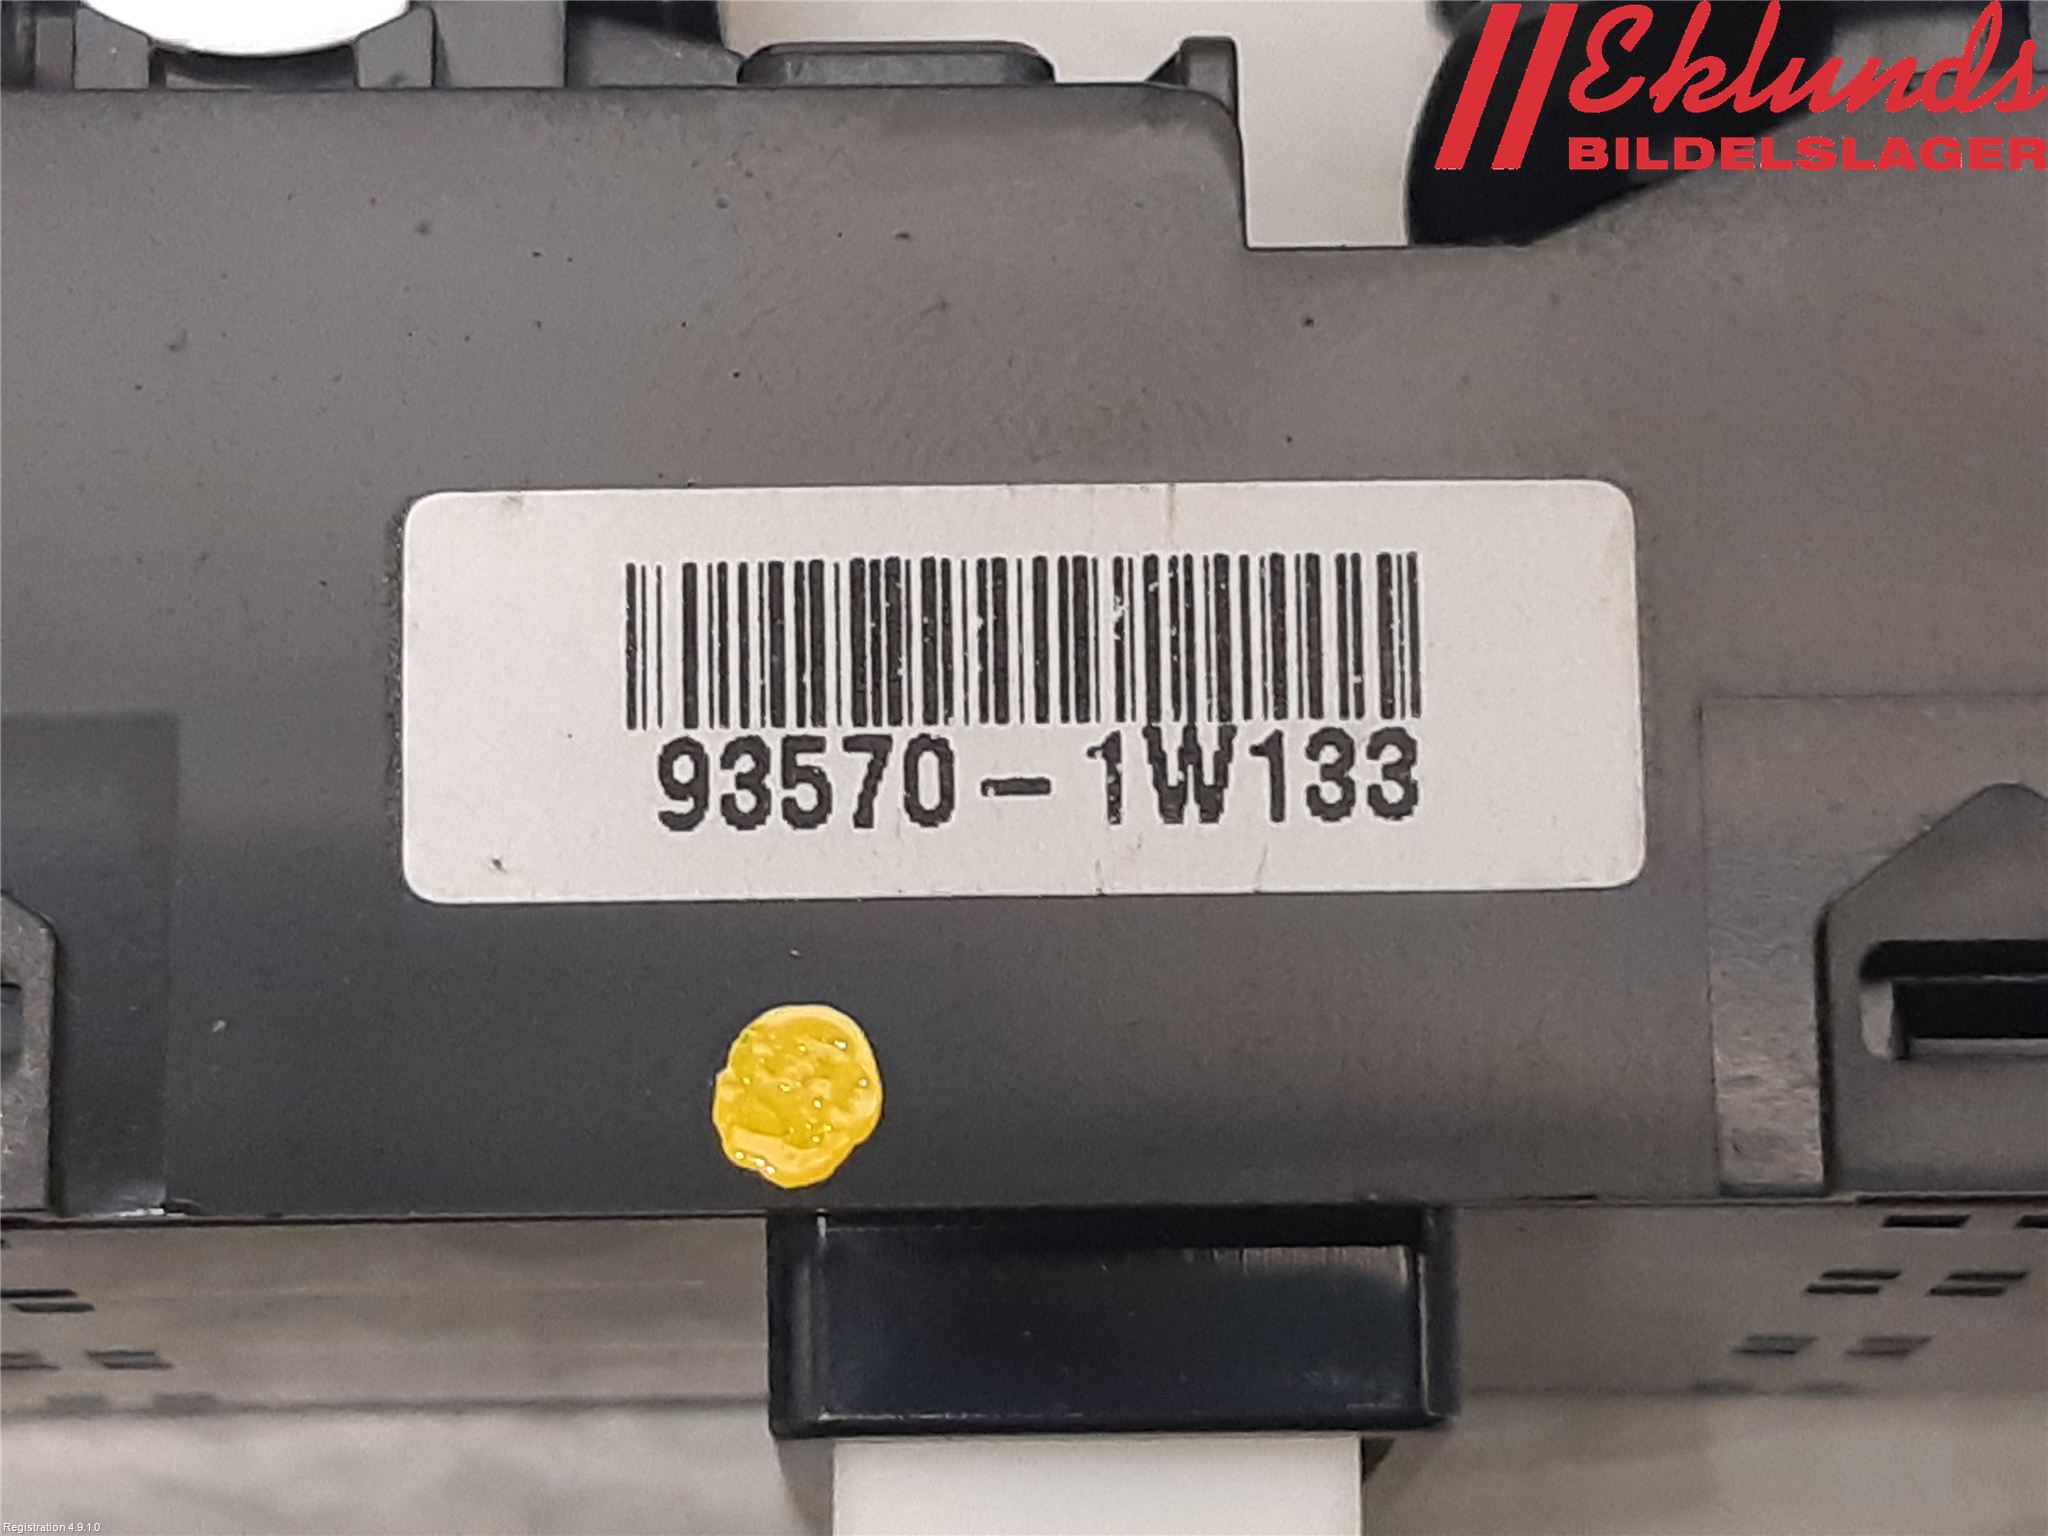 Eklunds
BILDELSLAGER
93570-1W133
Registration 4.9.1.0